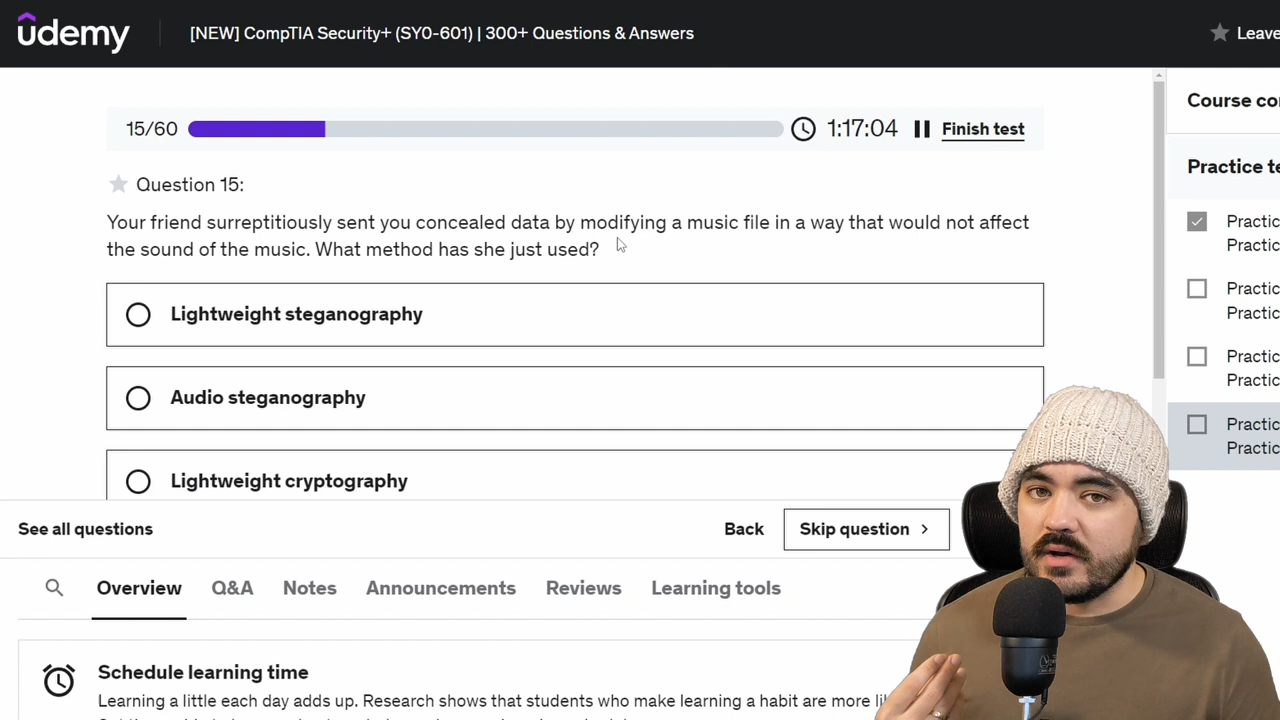 udemy
[NEW] CompTIA Security+ (SY0-601) | 300+ Questions & Answers
Leave
15/60
1:17:04
Finish test
Question 15:
Your friend surreptitiously sent you concealed data by modifying a music file in a way that would not affect
the sound of the music. What method has she just used?
Lightweight steganography
Audio steganography
Lightweight cryptography
See all questions
Back
Skip question
Overview
Q&A
Notes
Announcements
Reviews
Learning tools
Schedule learning time
Learning a little each day adds up. Research shows that students who make learning a habit are more
Course
Practice
Practic
Practic
Practic
Practic
Practic
Practic
Practic
Practic